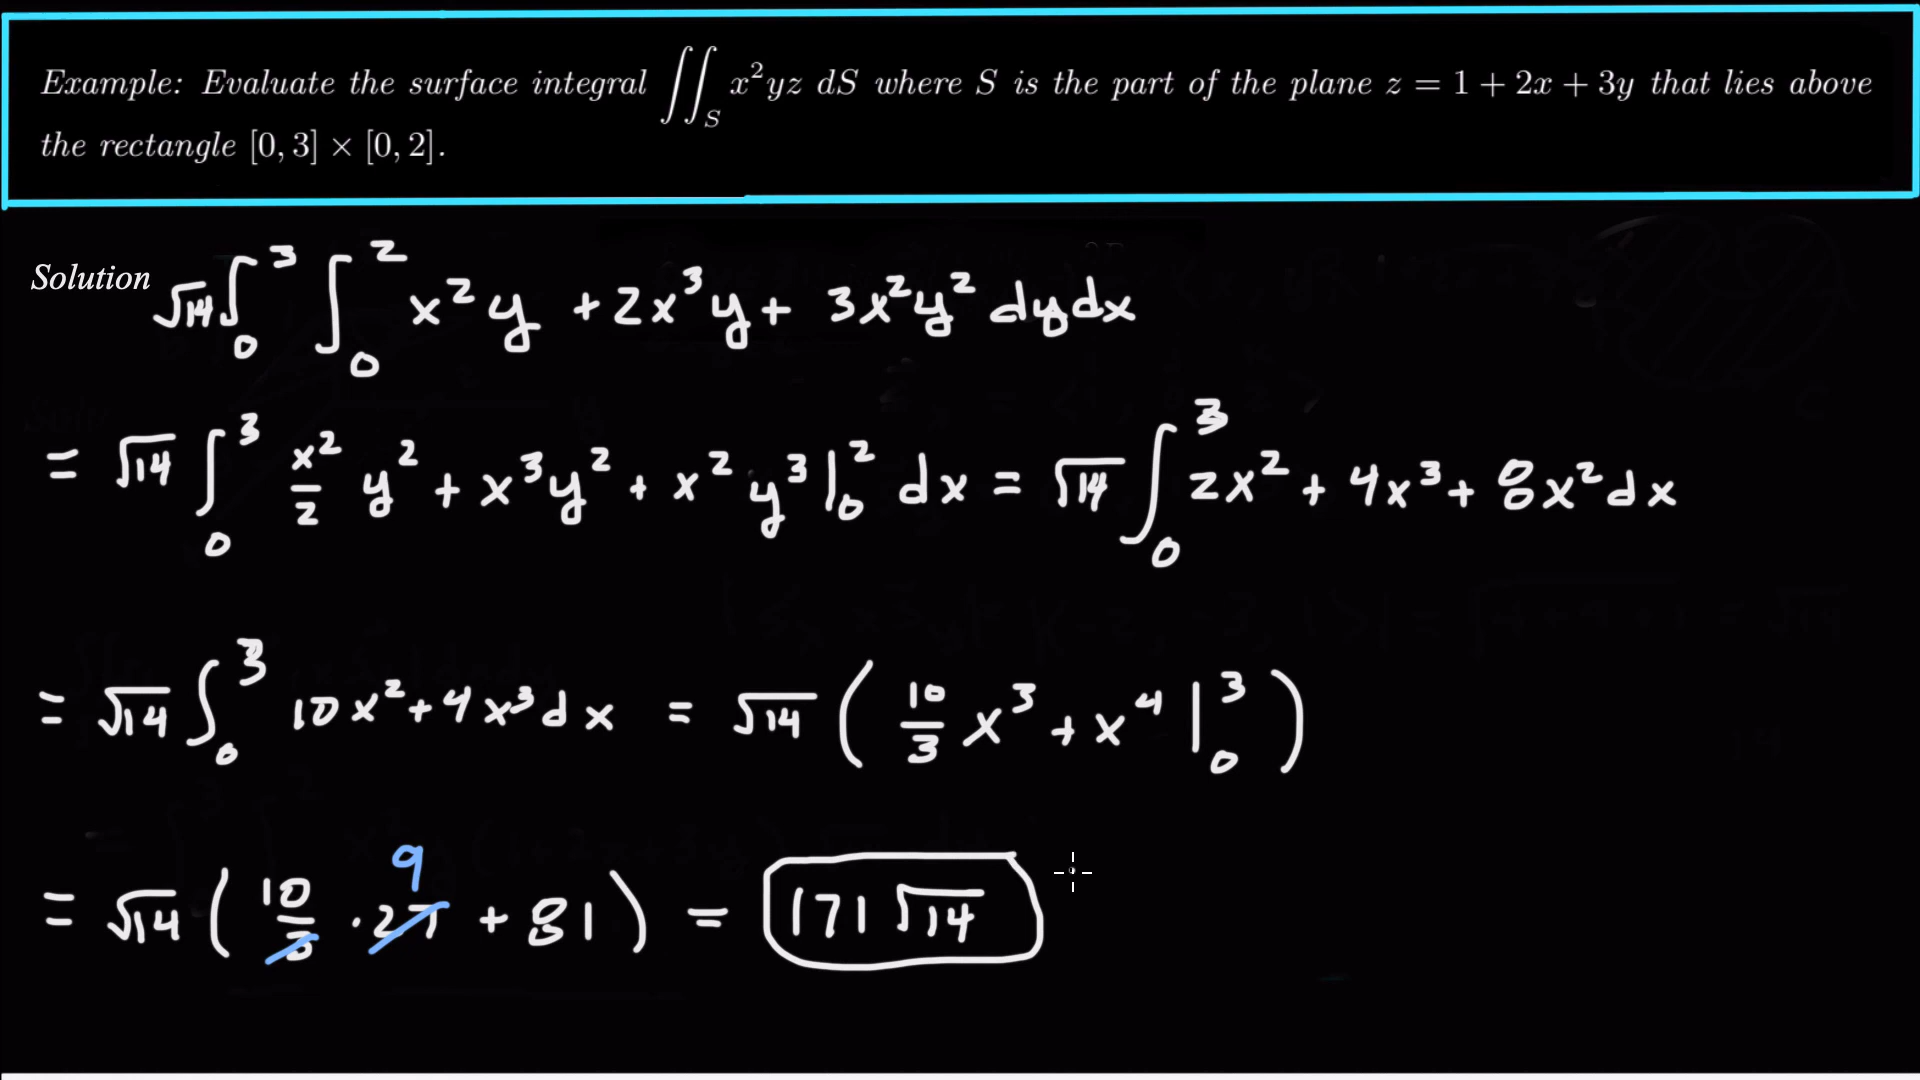 Example: Evaluate the surface integral ∬_S x²yz dS where S is the part of the plane z = 1 + 2x + 3y that lies above
the rectangle [0, 3] × [0, 2].
Solution √14 ∫₀³ ∫₀² x²y + 2x³y + 3x²y² dydx
= √14 ∫₀³ x²/2 y² + x³y² + x²y³ |₀² dx = √14 ∫₀³ 2x² + 4x³ + 8x² dx
= √14 ∫₀³ 10x² + 4x³ dx = √14 ( 10/3 x³ + x⁴ |₀³ )
9
= √14 ( 10/3 · 27 + 81 ) = 171 √14